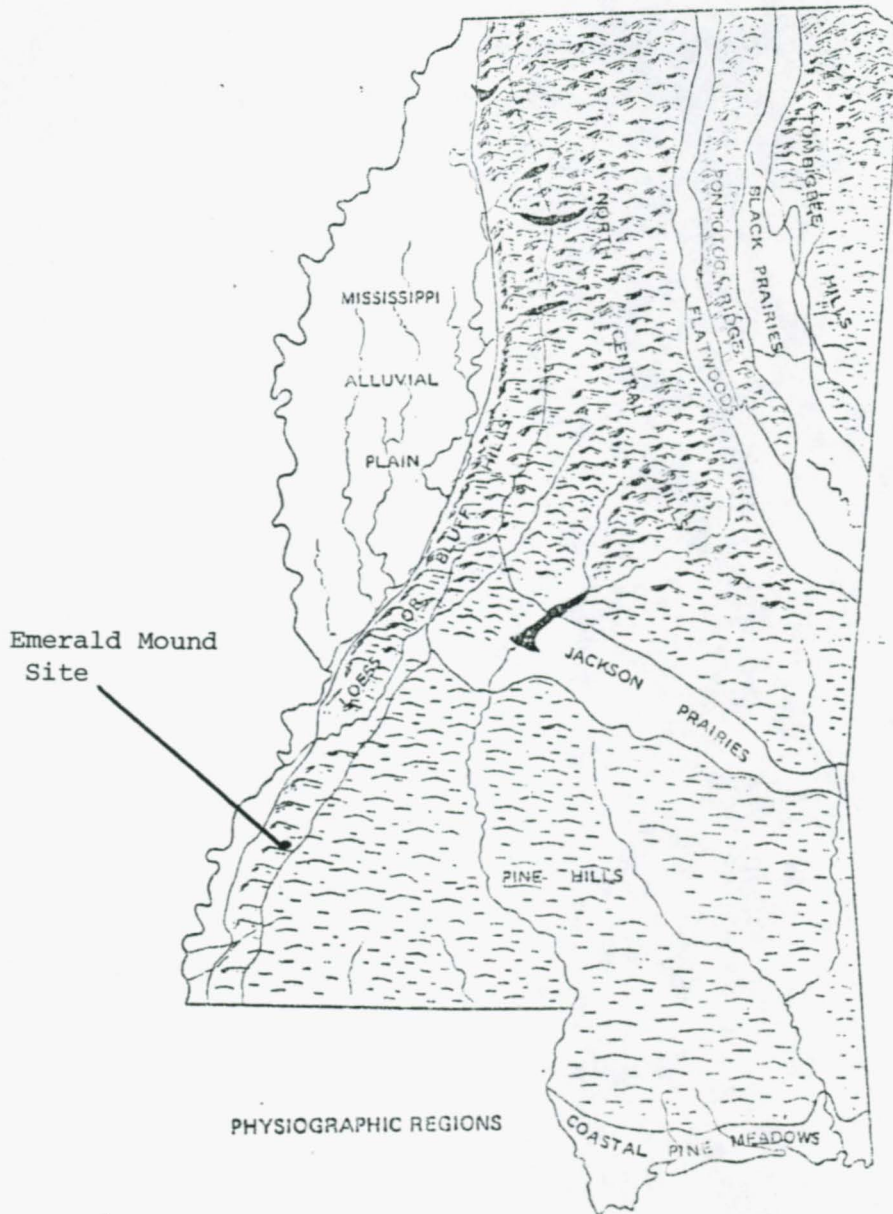 NORTH
CENTRAL
FLATWOODS
PONTOTOC RIDGE
BLACK PRAIRIES
TOMBIGBEE
HILLS
MISSISSIPPI
ALLUVIAL
PLAIN
LOESS OR BLUFF HILLS
Emerald Mound
Site
JACKSON
PRAIRIES
PINE HILLS
PHYSIOGRAPHIC REGIONS
COASTAL PINE MEADOWS